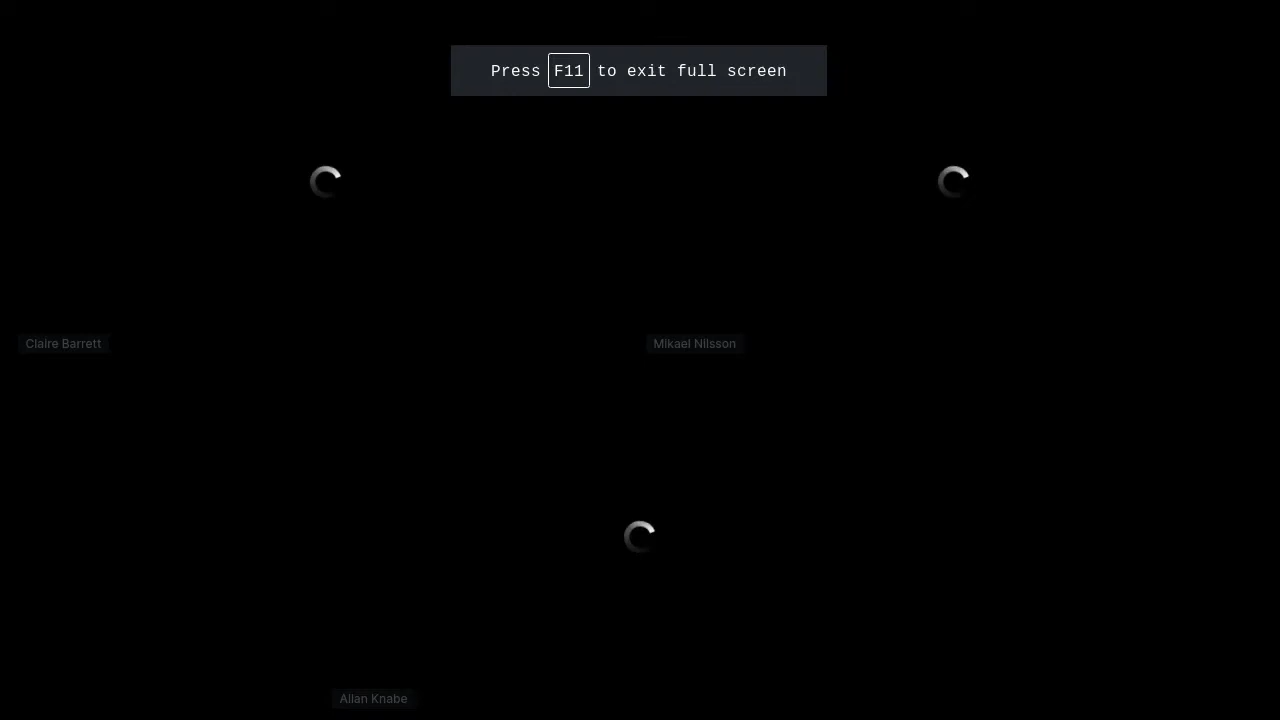 Press F11 to exit full screen
Claire Barrett
Mikael Nilsson
Allan Knabe